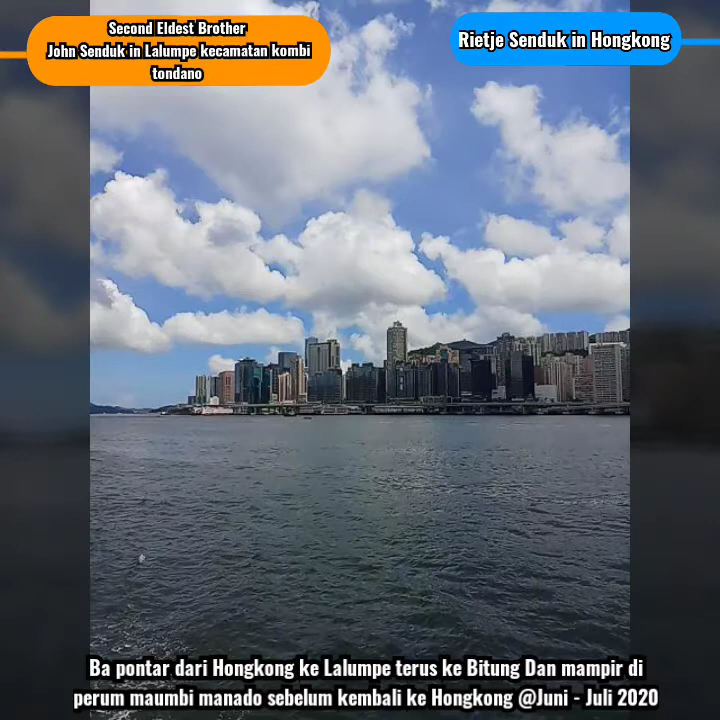 Second Eldest Brother
John Senduk in Lalumpe kecamatan kombi
tondano
Rietje Senduk in Hongkong
Ba pontar dari Hongkong ke Lalumpe terus ke Bitung Dan mampir di
perum maumbi manado sebelum kembali ke Hongkong @Juni - Juli 2020